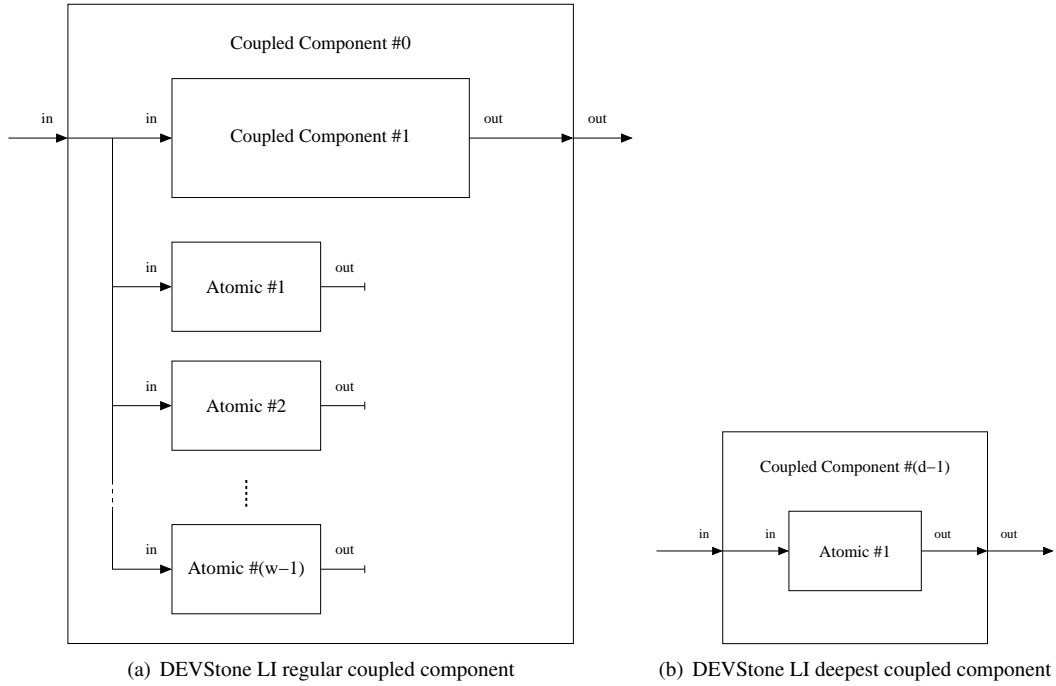 Coupled Component #0
in
in
Coupled Component #1
out
out
in
Atomic #1
out
in
Atomic #2
out
in
Atomic #(w−1)
out
Coupled Component #(d−1)
in
in
Atomic #1
out
out
(a) DEVStone LI regular coupled component
(b) DEVStone LI deepest coupled component